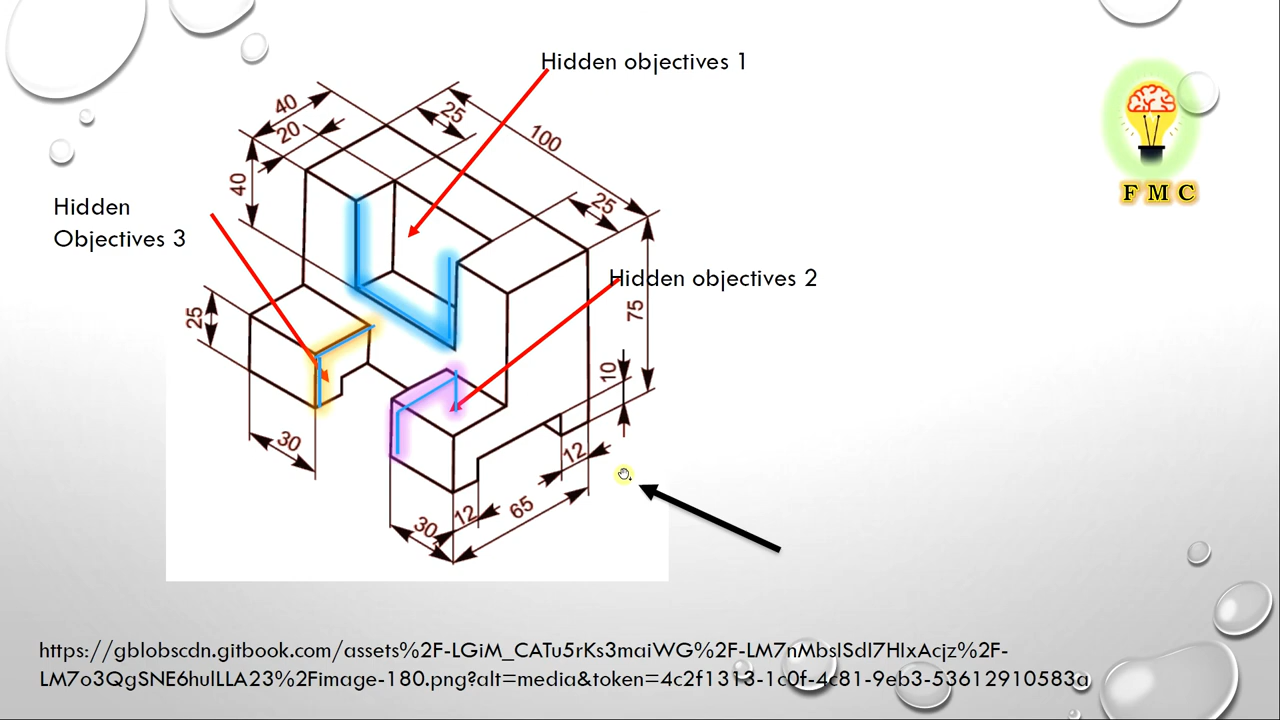 Hidden objectives 1
40
25
20
100
40
25
Hidden
Objectives 3
Hidden objectives 2
25
75
10
30
12
30
12
65
F M C
https://gblobscdn.gitbook.com/assets%2F-LGiM_CATu5rKs3maiWG%2F-LM7nMbsISdI7HIxAcjz%2F-
LM7o3QgSNE6hulLLA23%2Fimage-180.png?alt=media&token=4c2f1313-1c0f-4c81-9eb3-53612910583a